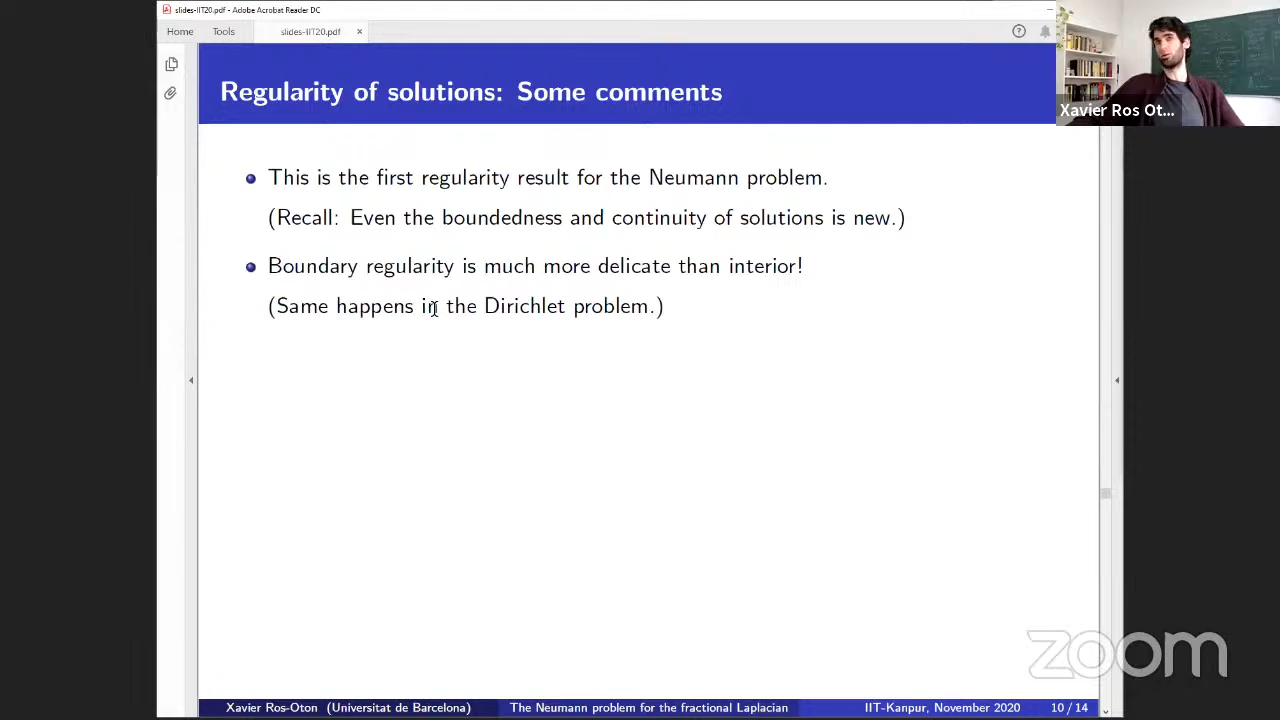 slides-IIT20.pdf - Adobe Acrobat Reader DC
Home Tools slides-IIT20.pdf ×
Regularity of solutions: Some comments
Xavier Ros Ot...
This is the first regularity result for the Neumann problem.
(Recall: Even the boundedness and continuity of solutions is new.)
Boundary regularity is much more delicate than interior!
(Same happens in the Dirichlet problem.)
zoom
Xavier Ros-Oton (Universitat de Barcelona) The Neumann problem for the fractional Laplacian IIT-Kanpur, November 2020 10 / 14